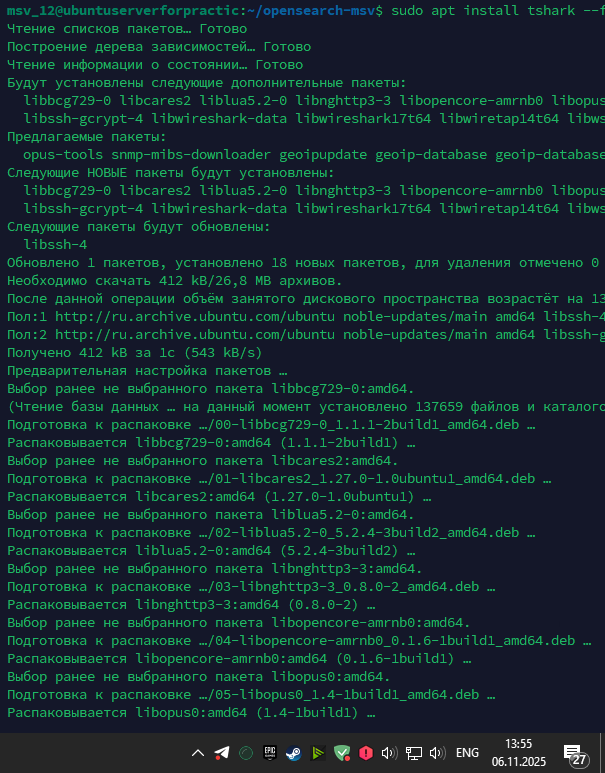 msv_12@ubuntuserverforpractic:~/opensearch-msv$ sudo apt install tshark --f
Чтение списков пакетов… Готово
Построение дерева зависимостей… Готово
Чтение информации о состоянии… Готово
Будут установлены следующие дополнительные пакеты:
libbcg729-0 libcares2 liblua5.2-0 libnghttp3-3 libopencore-amrnb0 libopus
libssh-gcrypt-4 libwireshark-data libwireshark17t64 libwiretap14t64 libws
Предлагаемые пакеты:
opus-tools snmp-mibs-downloader geoipupdate geoip-database geoip-database
Следующие НОВЫЕ пакеты будут установлены:
libbcg729-0 libcares2 liblua5.2-0 libnghttp3-3 libopencore-amrnb0 libopus
libssh-gcrypt-4 libwireshark-data libwireshark17t64 libwiretap14t64 libws
Следующие пакеты будут обновлены:
libssh-4
Обновлено 1 пакетов, установлено 18 новых пакетов, для удаления отмечено 0
Необходимо скачать 412 kB/26,8 MB архивов.
После данной операции объём занятого дискового пространства возрастёт на 13
Пол:1 http://ru.archive.ubuntu.com/ubuntu noble-updates/main amd64 libssh-4
Пол:2 http://ru.archive.ubuntu.com/ubuntu noble-updates/main amd64 libssh-g
Получено 412 kB за 1с (543 kB/s)
Предварительная настройка пакетов …
Выбор ранее не выбранного пакета libbcg729-0:amd64.
(Чтение базы данных … на данный момент установлено 137659 файлов и каталого
Подготовка к распаковке …/00-libbcg729-0_1.1.1-2build1_amd64.deb …
Распаковывается libbcg729-0:amd64 (1.1.1-2build1) …
Выбор ранее не выбранного пакета libcares2:amd64.
Подготовка к распаковке …/01-libcares2_1.27.0-1.0ubuntu1_amd64.deb …
Распаковывается libcares2:amd64 (1.27.0-1.0ubuntu1) …
Выбор ранее не выбранного пакета liblua5.2-0:amd64.
Подготовка к распаковке …/02-liblua5.2-0_5.2.4-3build2_amd64.deb …
Распаковывается liblua5.2-0:amd64 (5.2.4-3build2) …
Выбор ранее не выбранного пакета libnghttp3-3:amd64.
Подготовка к распаковке …/03-libnghttp3-3_0.8.0-2_amd64.deb …
Распаковывается libnghttp3-3:amd64 (0.8.0-2) …
Выбор ранее не выбранного пакета libopencore-amrnb0:amd64.
Подготовка к распаковке …/04-libopencore-amrnb0_0.1.6-1build1_amd64.deb …
Распаковывается libopencore-amrnb0:amd64 (0.1.6-1build1) …
Выбор ранее не выбранного пакета libopus0:amd64.
Подготовка к распаковке …/05-libopus0_1.4-1build1_amd64.deb …
Распаковывается libopus0:amd64 (1.4-1build1) …
EPIC
ENG
13:55
06.11.2025
27